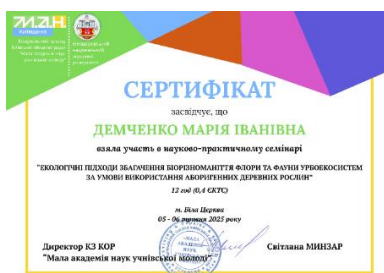 М.А.Н.
СЕРТИФІКАТ
засвідчує, що
ДЕМЧЕНКО МАРІЯ ІВАНІВНА
взяла участь в науково-практичному семінарі
"ЕКОЛОГІЧНІ ПІДХОДИ ЗБАГАЧЕННЯ БІОРІЗНОМАНІТТЯ ФЛОРИ ТА ФАУНИ УРБОЕКОСИСТЕМ
ЗА УМОВИ ВИКОРИСТАННЯ АБОРИГЕННИХ ДЕРЕВНИХ РОСЛИН"
12 год (0,4 ЄКТС)
м. Біла Церква
05 - 06 2025 року
Директор КЗ КОР
"Мала академія наук учнівської молоді"
Світлана МИНЗАР